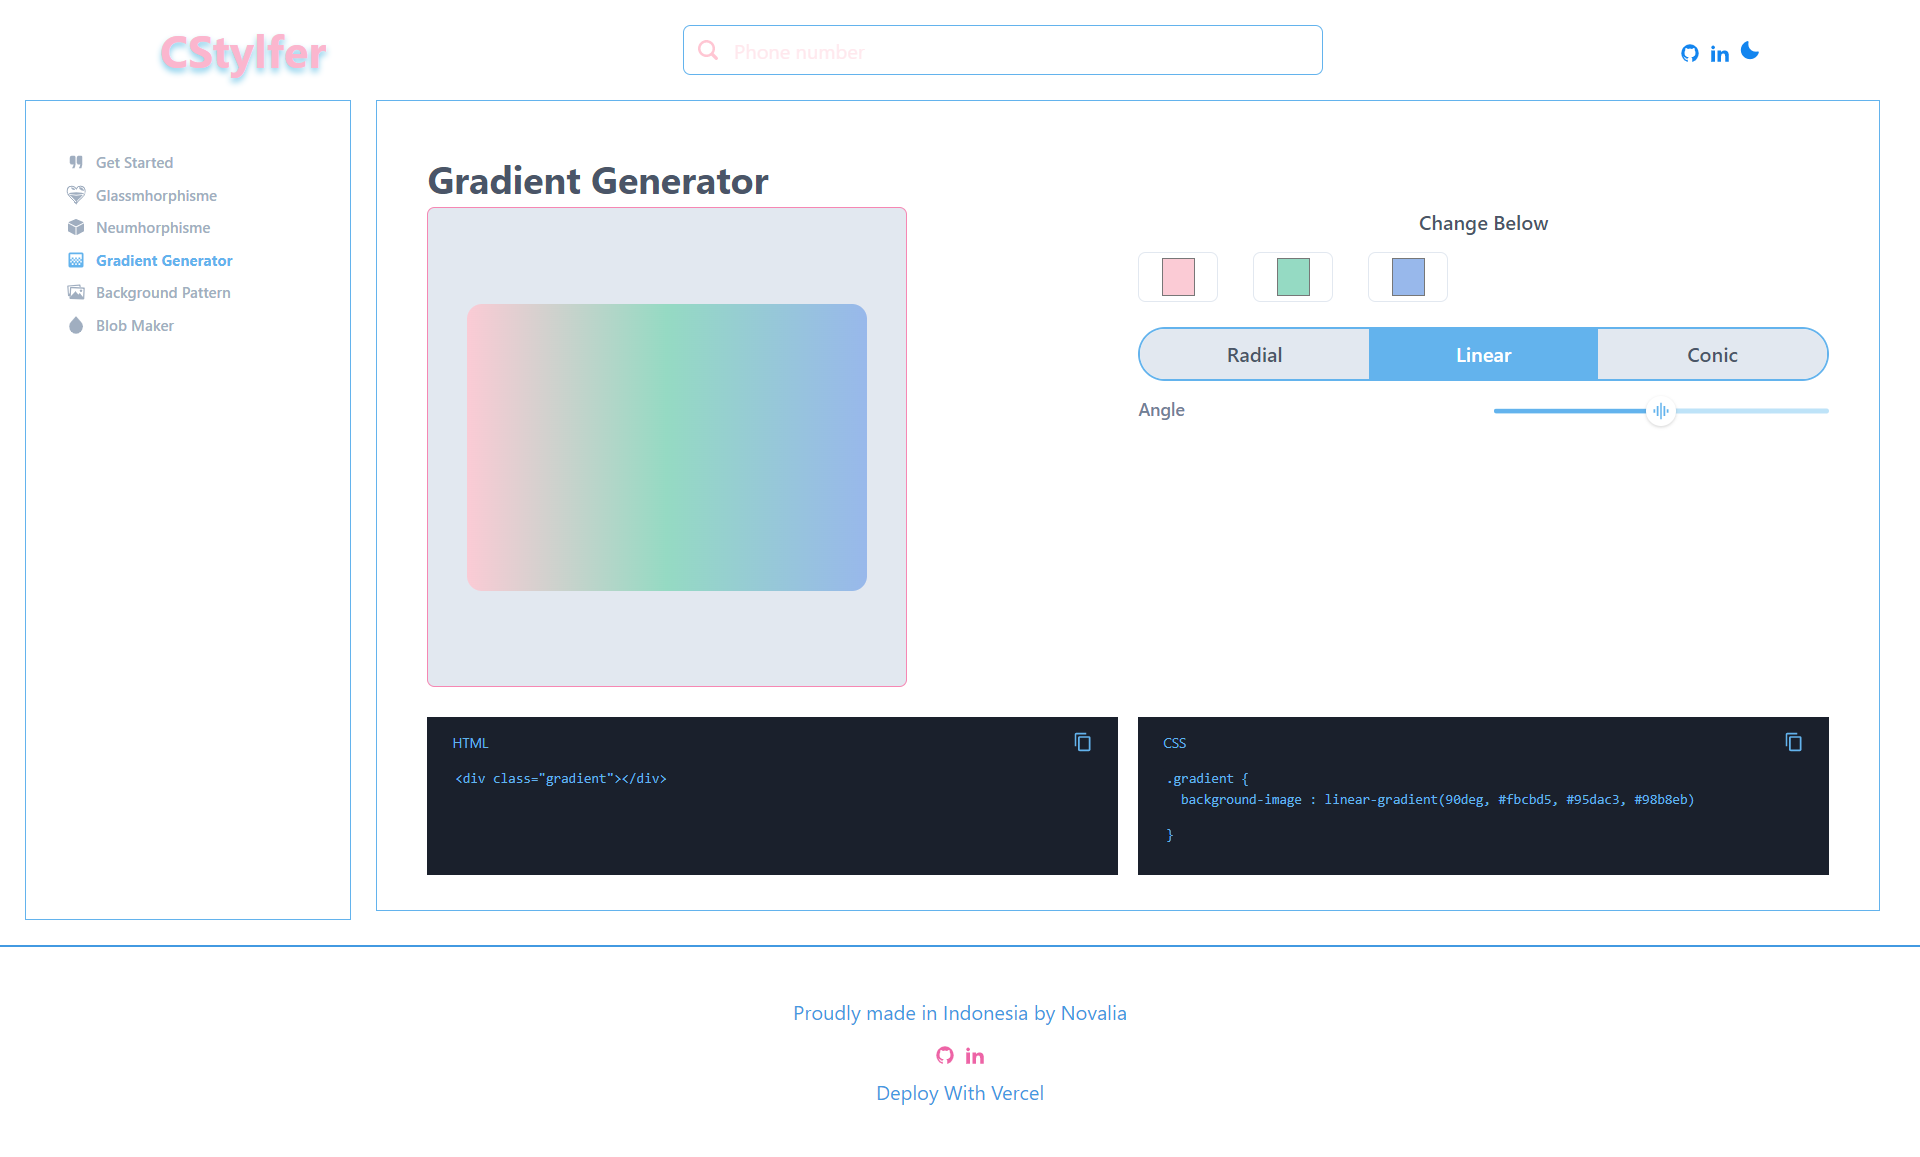 CStylfer
Phone number
Get Started
Glassmhorphisme
Neumhorphisme
Gradient Generator
Background Pattern
Blob Maker
Gradient Generator
Change Below
Radial
Linear
Conic
Angle
HTML
<div class="gradient"></div>
CSS
.gradient {
background-image : linear-gradient(90deg, #fbcbd5, #95dac3, #98b8eb)
}
Proudly made in Indonesia by Novalia
Deploy With Vercel